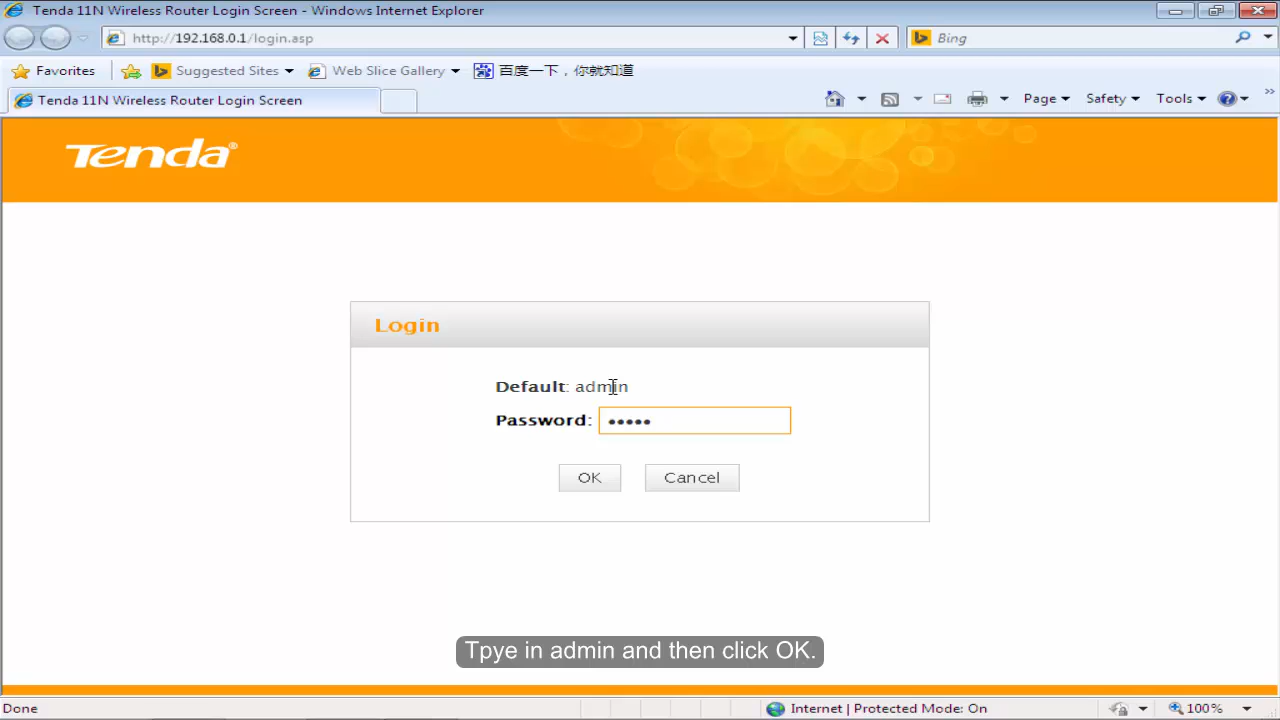 Tenda 11N Wireless Router Login Screen - Windows Internet Explorer
http://192.168.0.1/login.asp
Bing
Favorites
Suggested Sites
Web Slice Gallery
百度一下，你就知道
Tenda 11N Wireless Router Login Screen
Page
Safety
Tools
Tenda®
Login
Default: admin
Password:
OK
Cancel
Tpye in admin and then click OK.
Done
Internet | Protected Mode: On
100%